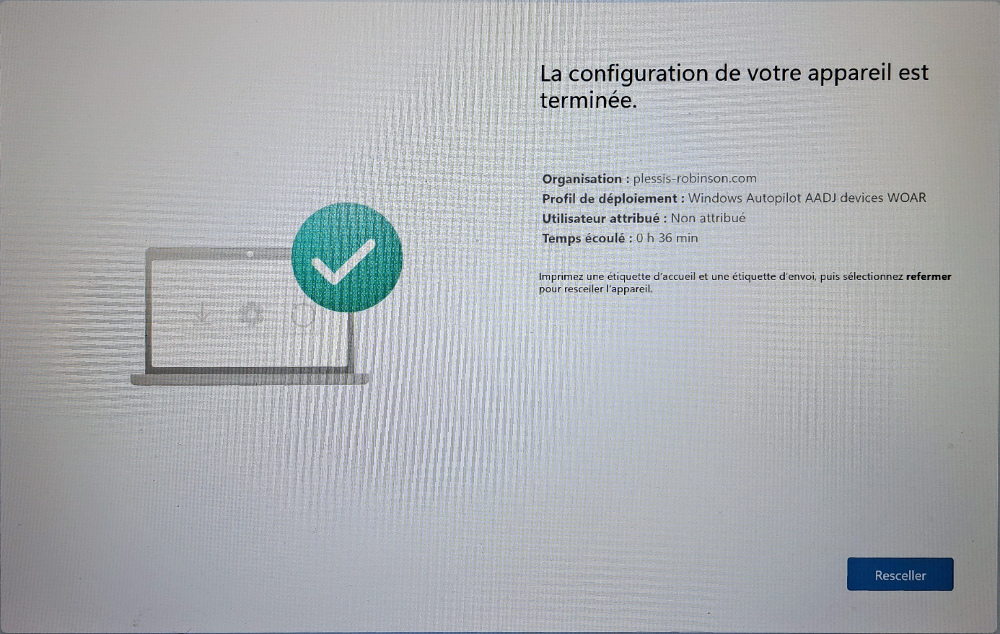 La configuration de votre appareil est
terminée.
Organisation : plessis-robinson.com
Profil de déploiement : Windows Autopilot AADJ devices WOAR
Utilisateur attribué : Non attribué
Temps écoulé : 0 h 36 min
Imprimez une étiquette d'accueil et une étiquette d'envoi, puis sélectionnez refermer
pour resceller l'appareil.
Resceller